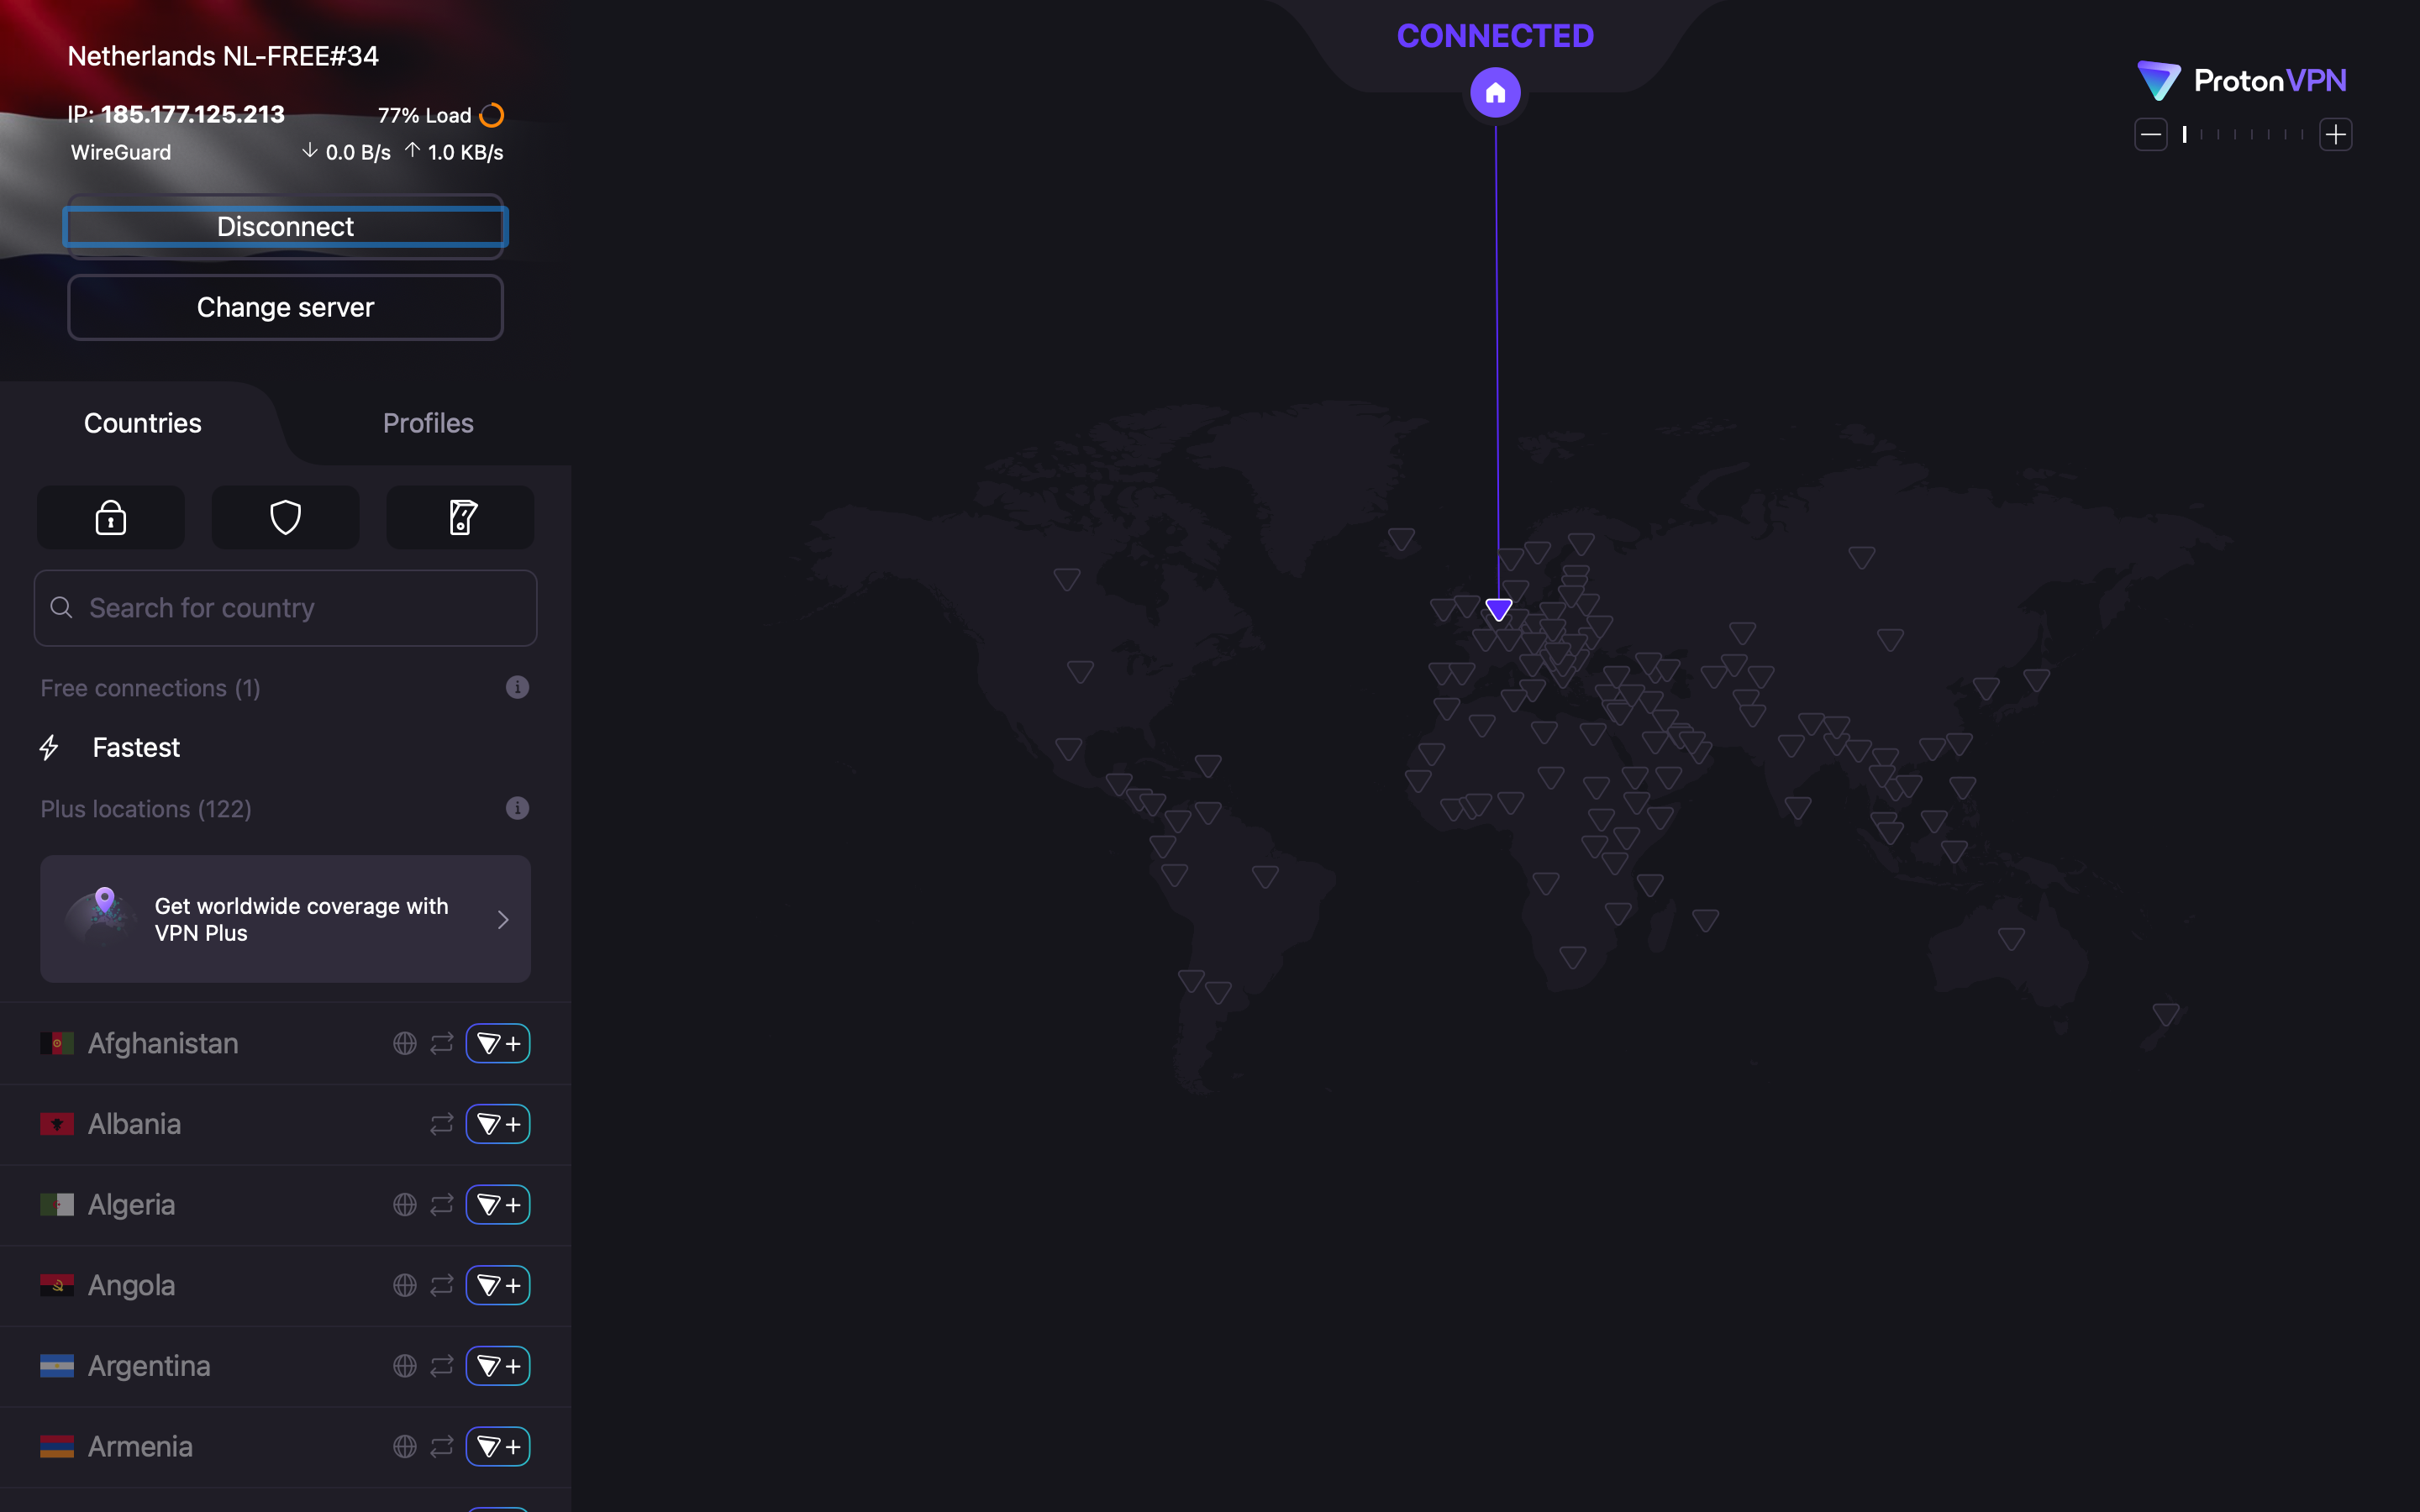 Netherlands NL-FREE#34
IP: 185.177.125.213 77% Load
WireGuard 0.0 B/s 1.0 KB/s
Disconnect
Change server
Countries Profiles
Search for country
Free connections (1)
Fastest
Plus locations (122)
Get worldwide coverage with
VPN Plus
Afghanistan
Albania
Algeria
Angola
Argentina
Armenia
CONNECTED
ProtonVPN